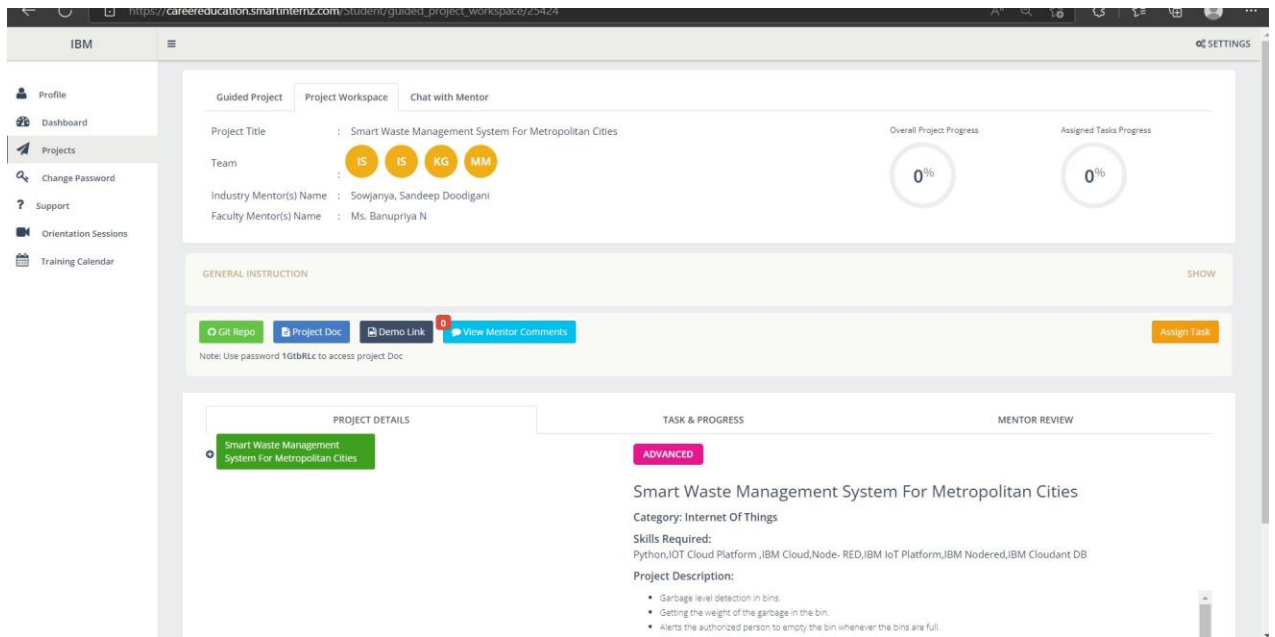 https://careereducation.smartinternz.com/Student/guided_project_workspace/25424
IBM
SETTINGS
Profile
Dashboard
Projects
Change Password
Support
Orientation Sessions
Training Calendar
Guided Project Project Workspace Chat with Mentor
Project Title : Smart Waste Management System For Metropolitan Cities
Team : IS IS KG MM
Industry Mentor(s) Name : Sowjanya, Sandeep Doodigani
Faculty Mentor(s) Name : Ms. Banupriya N
Overall Project Progress
0%
Assigned Tasks Progress
0%
GENERAL INSTRUCTION SHOW
Git Repo Project Doc Demo Link 0 View Mentor Comments Assign Task
Note: Use password 1GtbRLc to access project Doc
PROJECT DETAILS TASK & PROGRESS MENTOR REVIEW
Smart Waste Management
System For Metropolitan Cities
ADVANCED
Smart Waste Management System For Metropolitan Cities
Category: Internet Of Things
Skills Required:
Python,IOT Cloud Platform ,IBM Cloud,Node- RED,IBM IoT Platform,IBM Nodered,IBM Cloudant DB
Project Description:
• Garbage level detection in bins.
• Getting the weight of the garbage in the bin.
• Alerts the authorized person to empty the bin whenever the bins are full.